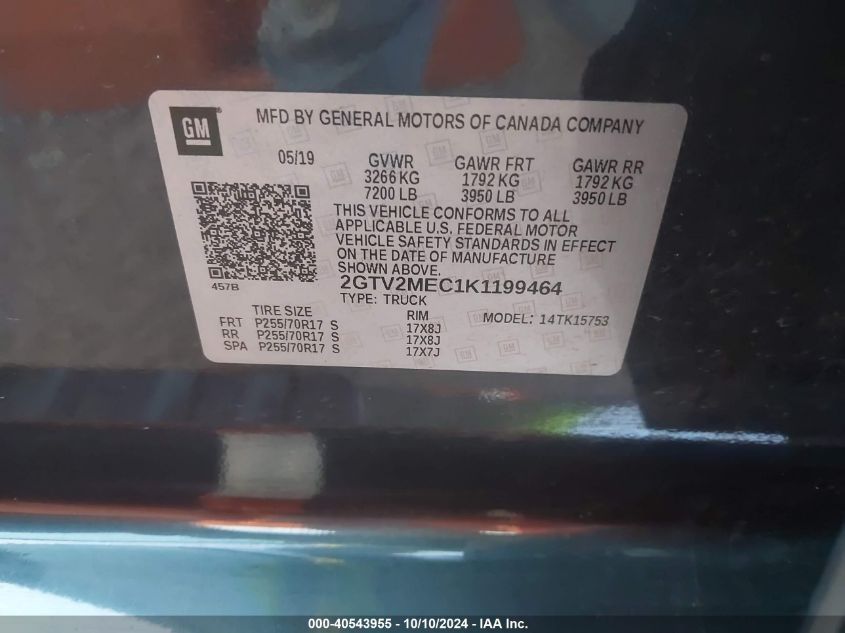 GM
MFD BY GENERAL MOTORS OF CANADA COMPANY
05/19 GVWR GAWR FRT GAWR RR
3266 KG 1792 KG 1792 KG
7200 LB 3950 LB 3950 LB
THIS VEHICLE CONFORMS TO ALL
APPLICABLE U.S. FEDERAL MOTOR
VEHICLE SAFETY STANDARDS IN EFFECT
ON THE DATE OF MANUFACTURE
SHOWN ABOVE.
457B
2GTV2MEC1K1199464
TYPE: TRUCK
TIRE SIZE RIM MODEL: 14TK15753
FRT P255/70R17 S 17X8J
RR P255/70R17 S 17X8J
SPA P255/70R17 S 17X7J
000-40543955 - 10/10/2024 - IAA Inc.